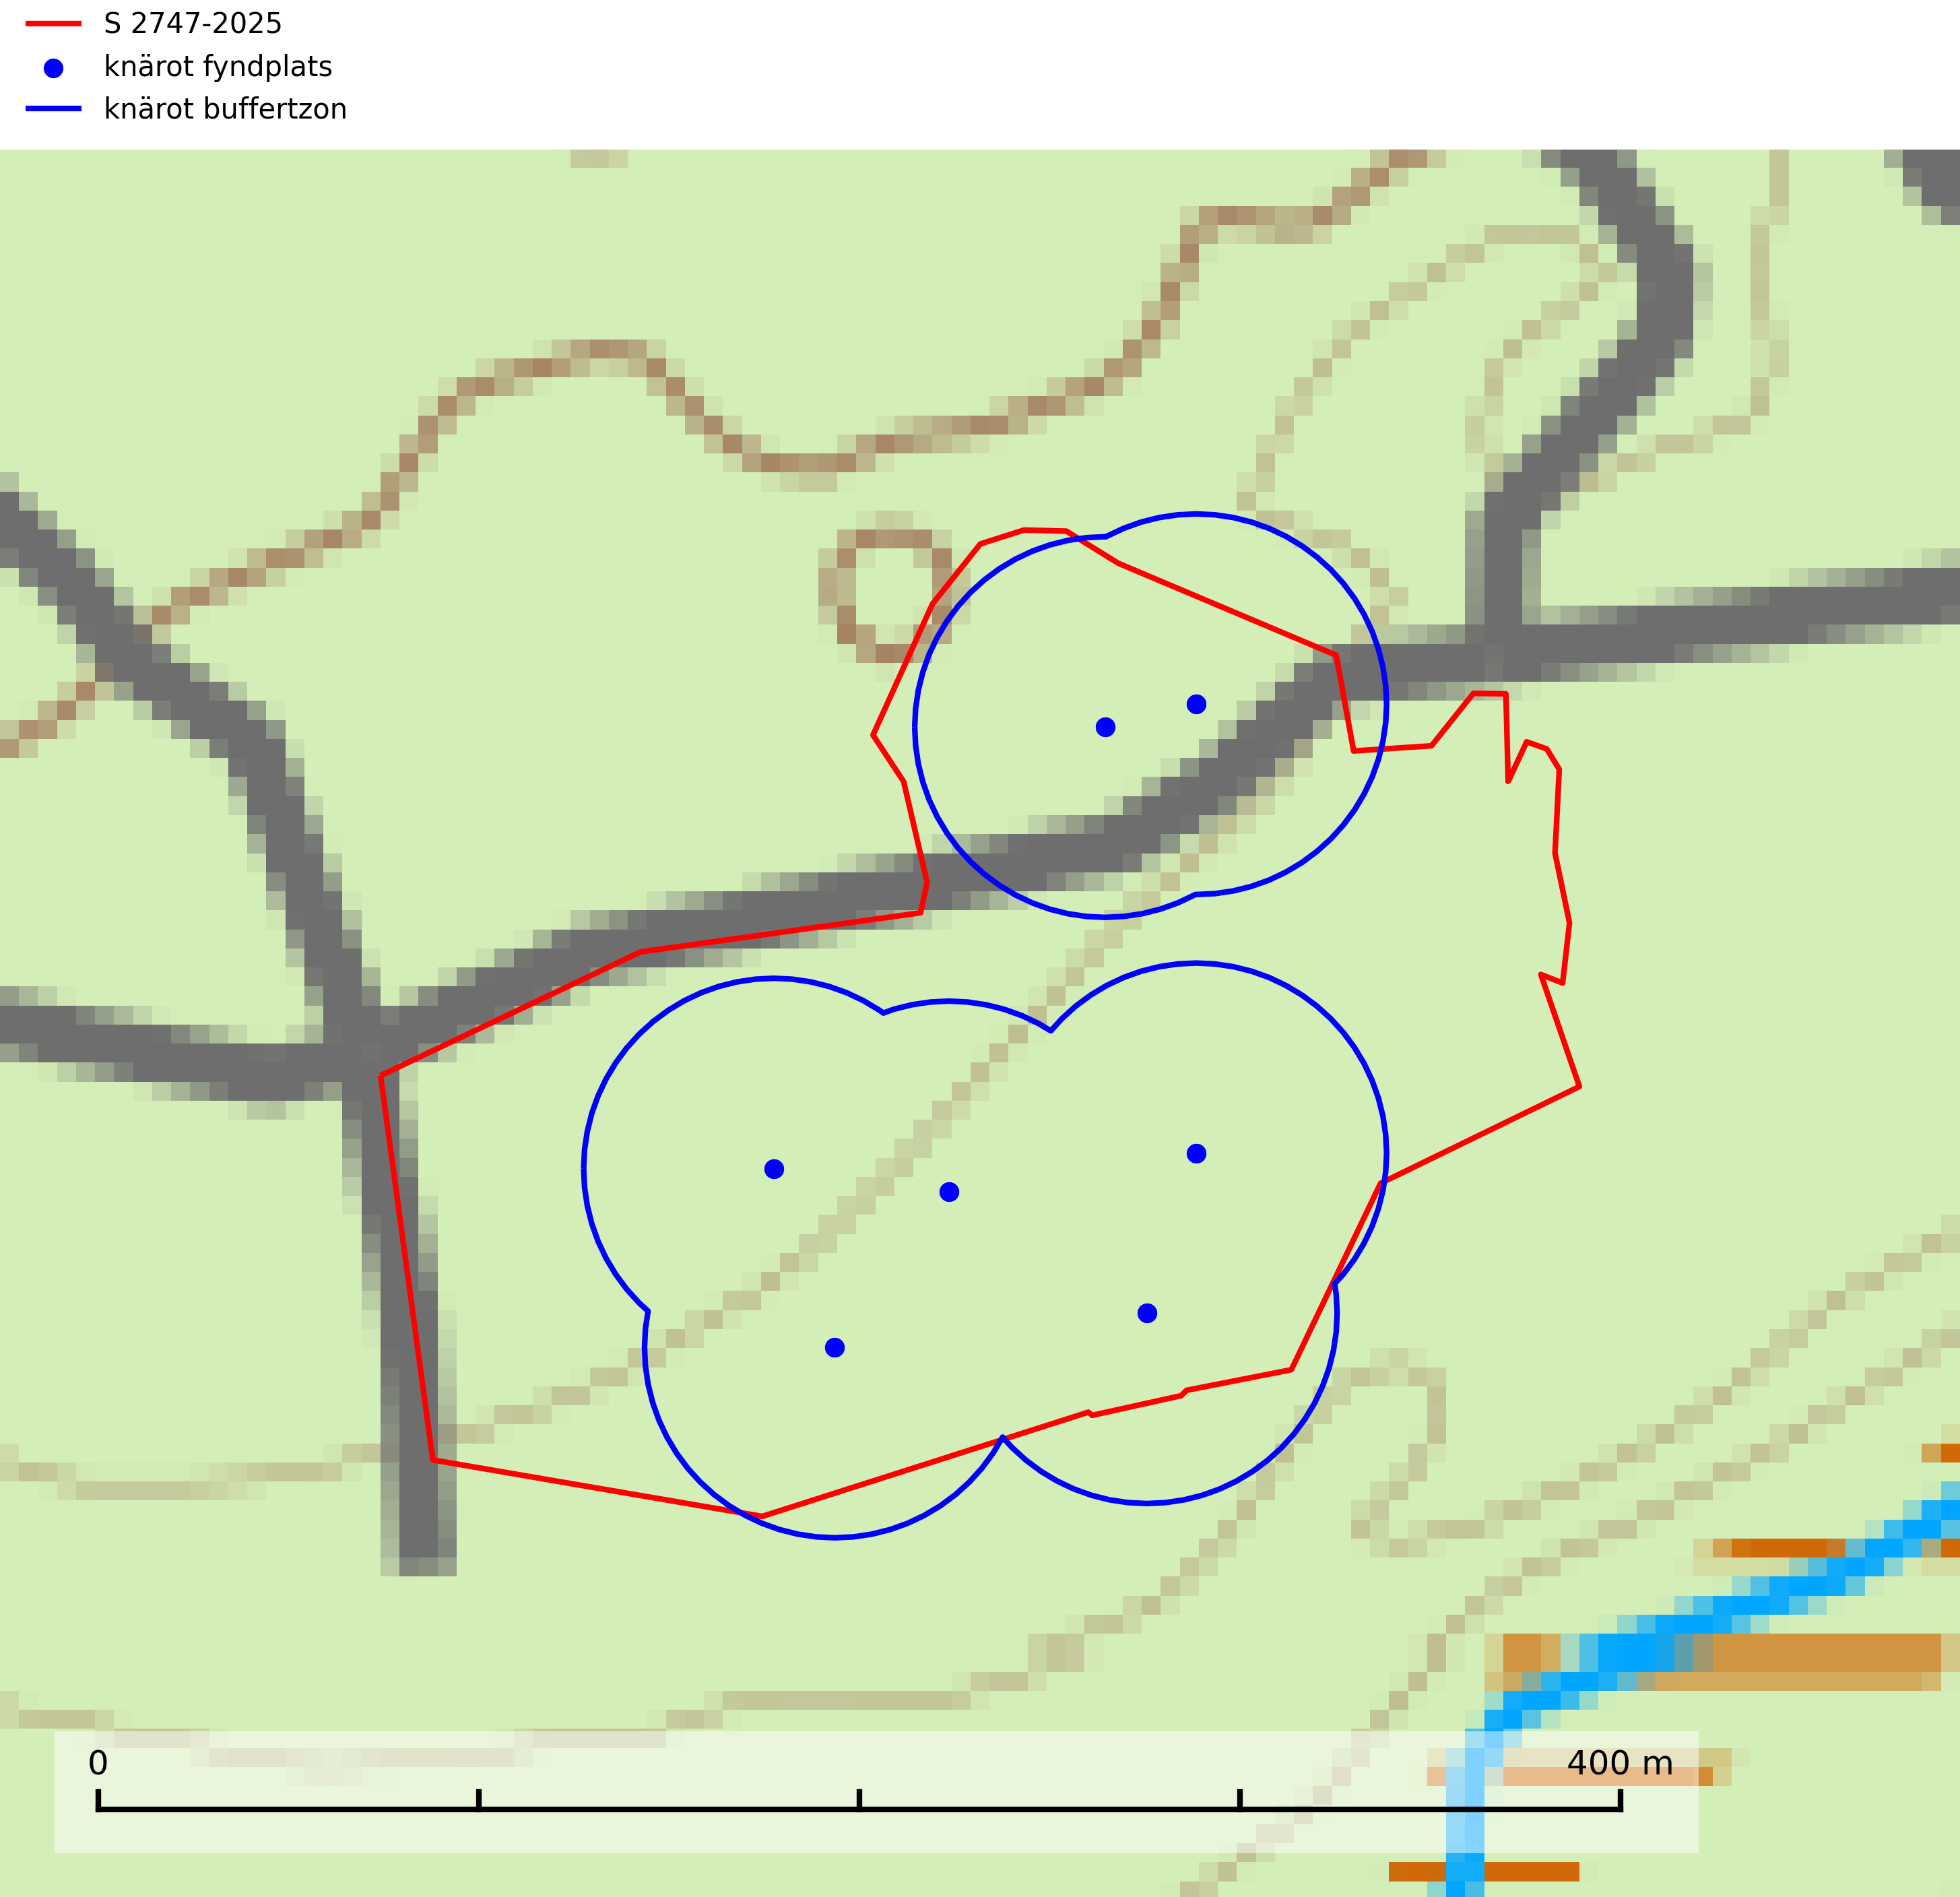 S 2747-2025
knärot fyndplats
knärot buffertzon
0
400 m